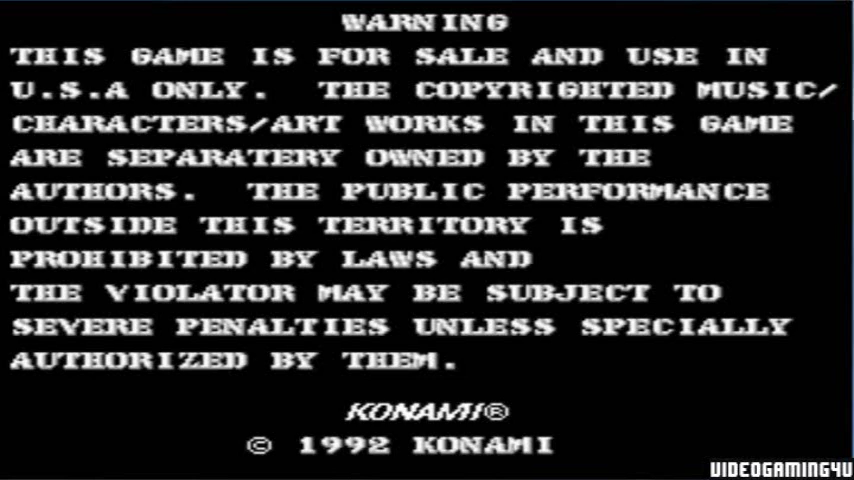 WARNING
THIS GAME IS FOR SALE AND USE IN
U.S.A ONLY. THE COPYRIGHTED MUSIC/
CHARACTERS/ART WORKS IN THIS GAME
ARE SEPARATERY OWNED BY THE
AUTHORS. THE PUBLIC PERFORMANCE
OUTSIDE THIS TERRITORY IS
PROHIBITED BY LAWS AND
THE VIOLATOR MAY BE SUBJECT TO
SEVERE PENALTIES UNLESS SPECIALLY
AUTHORIZED BY THEM.
KONAMI®
© 1992 KONAMI
VIDEOGAMING4U